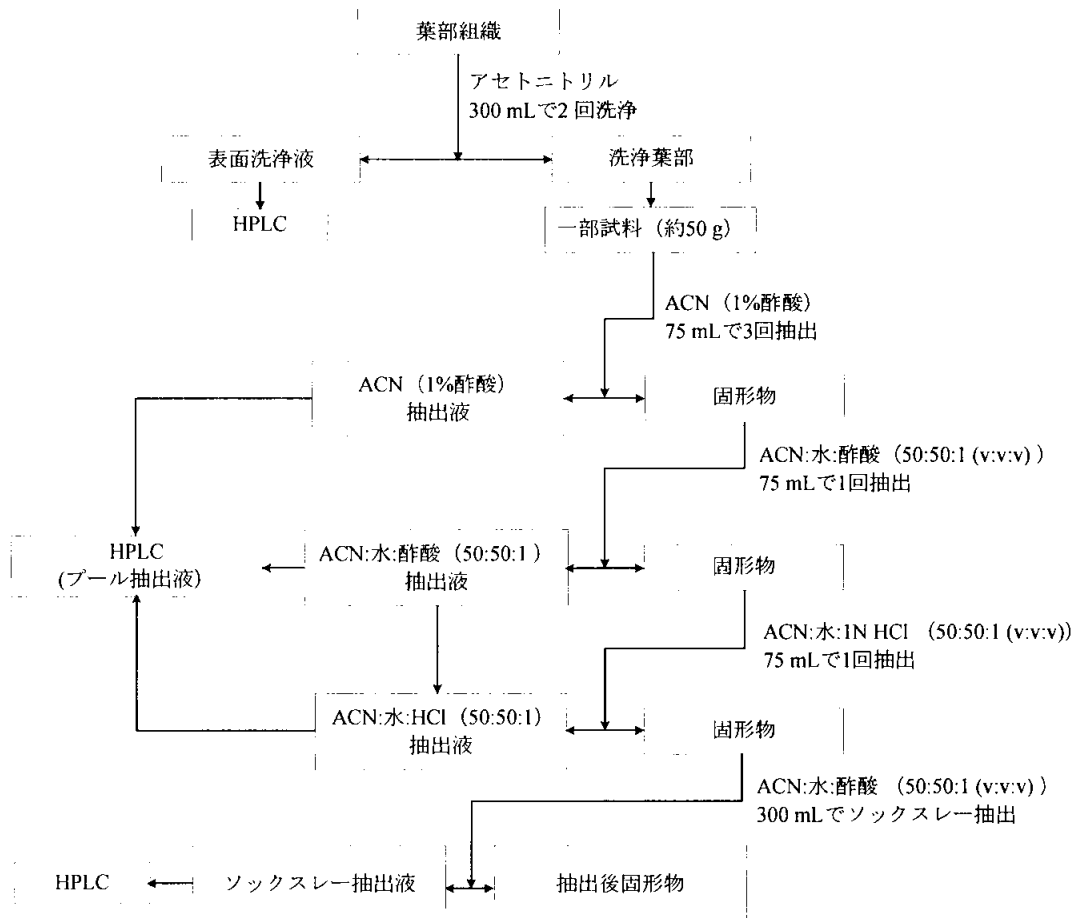 葉部組織
アセトニトリル
300 mLで2 回洗浄
表面洗浄液
洗浄葉部
HPLC
一部試料（約50 g）
ACN（1%酢酸）
75 mLで3回抽出
ACN（1%酢酸）
抽出液
固形物
ACN:水:酢酸（50:50:1 (v:v:v) ）
75 mLで1回抽出
HPLC
(プール抽出液)
ACN:水:酢酸（50:50:1 ）
抽出液
固形物
ACN:水:1N HCl （50:50:1 (v:v:v))
75 mLで1回抽出
ACN:水:HCl（50:50:1）
抽出液
固形物
ACN:水:酢酸 （50:50:1 (v:v:v) ）
300 mLでソックスレー抽出
HPLC
ソックスレー抽出液
抽出後固形物